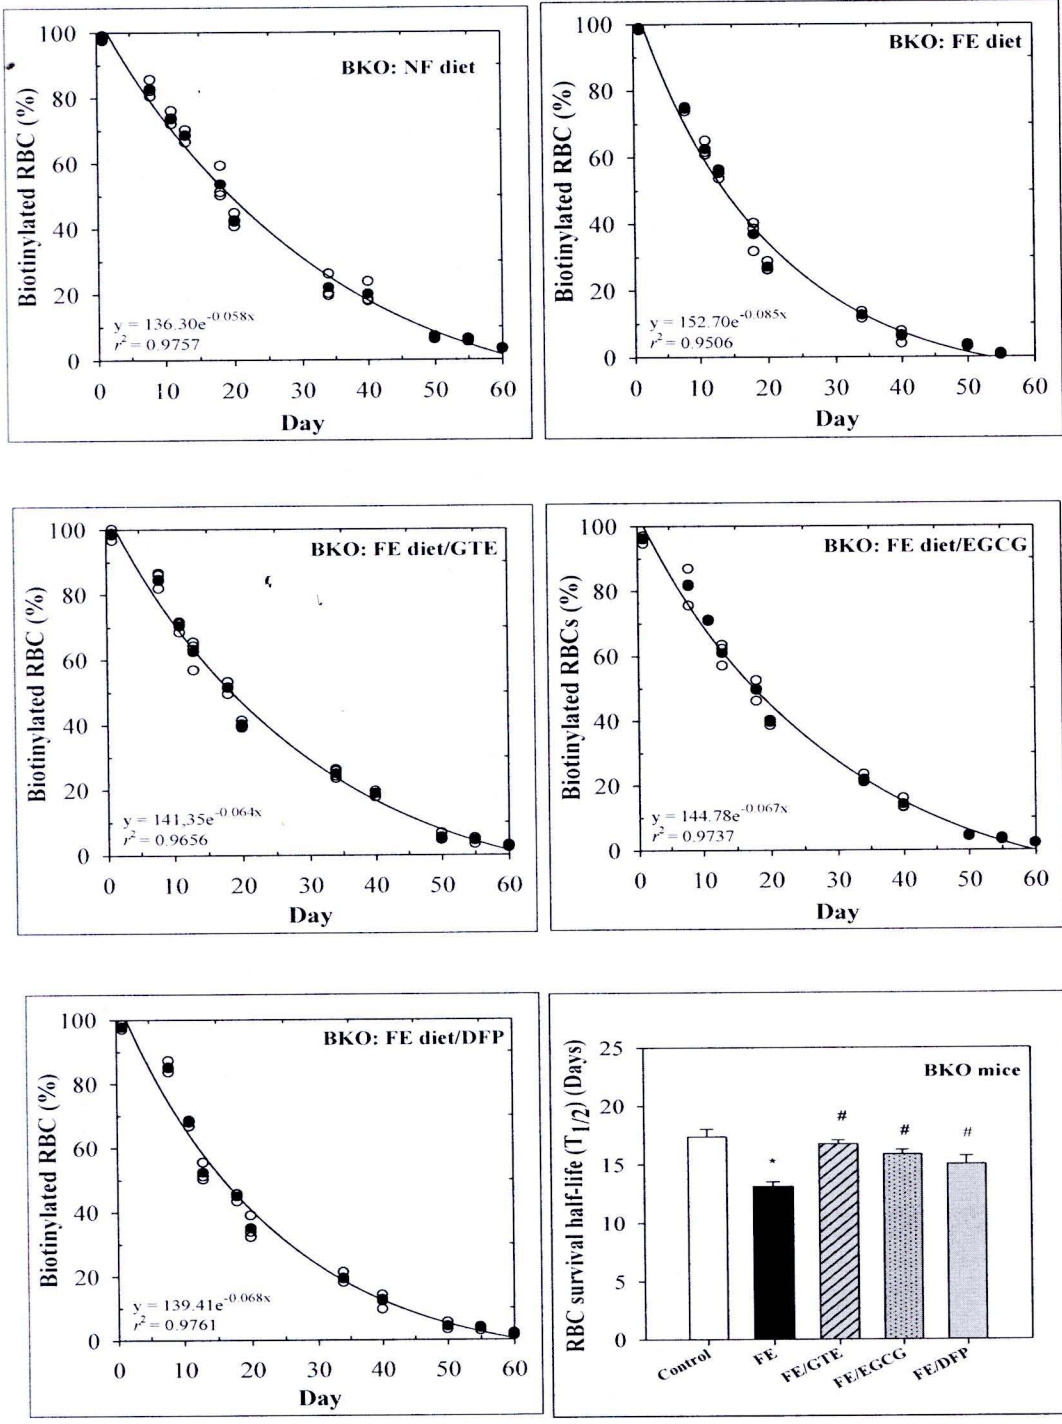 BKO: NF diet
Biotinylated RBC (%)
100
80
60
40
20
0
y = 136.30e^-0.058x
r² = 0.9757
0 10 20 30 40 50 60
Day
BKO: FE diet
Biotinylated RBC (%)
100
80
60
40
20
0
y = 152.70e^-0.085x
r² = 0.9506
0 10 20 30 40 50 60
Day
BKO: FE diet/GTE
Biotinylated RBC (%)
100
80
60
40
20
0
y = 141,35e^-0 064x
r² = 0.9656
0 10 20 30 40 50 60
Day
BKO: FE diet/EGCG
Biotinylated RBCs (%)
100
80
60
40
20
0
y = 144.78e^-0.067x
r² = 0.9737
0 10 20 30 40 50 60
Day
BKO: FE diet/DFP
Biotinylated RBC (%)
100
80
60
40
20
0
y = 139.41e^-0.068x
r² = 0.9761
0 10 20 30 40 50 60
Day
BKO mice
RBC survival half-life (T1/2) (Days)
25
20
15
10
5
0
* # # #
Control FE FE/GTE FE/EGCG FE/DFP